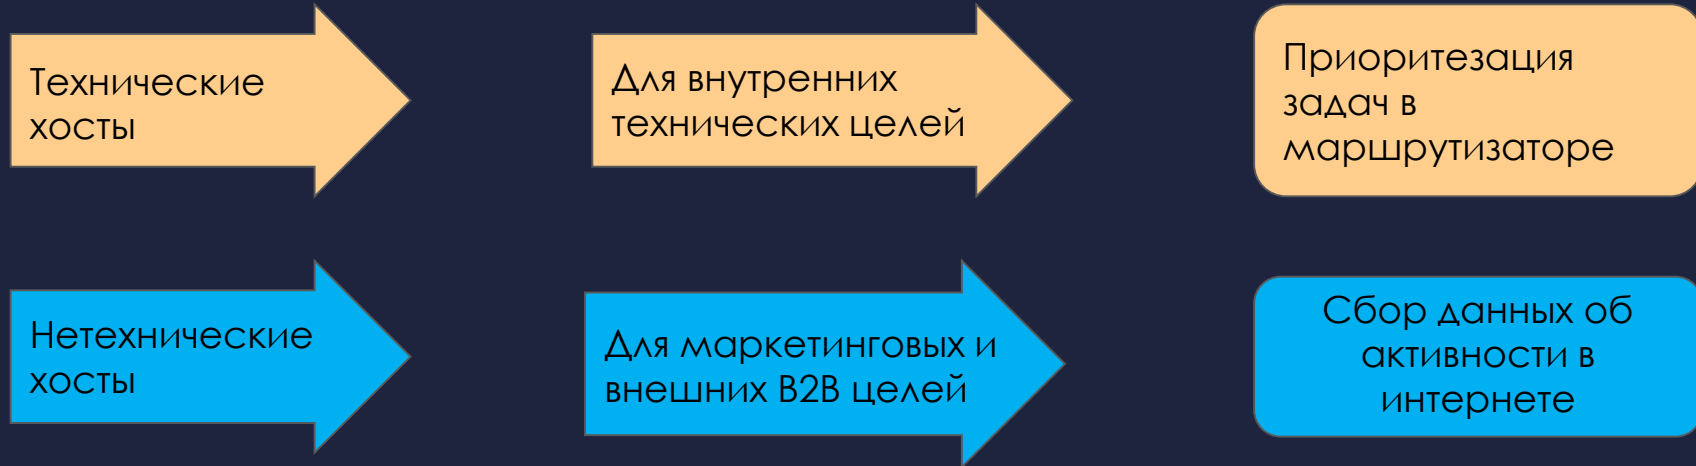 Технические
хосты
Для внутренних
технических целей
Приоритезация
задач в
маршрутизаторе
Нетехнические
хосты
Для маркетинговых и
внешних B2B целей
Сбор данных об
активности в
интернете